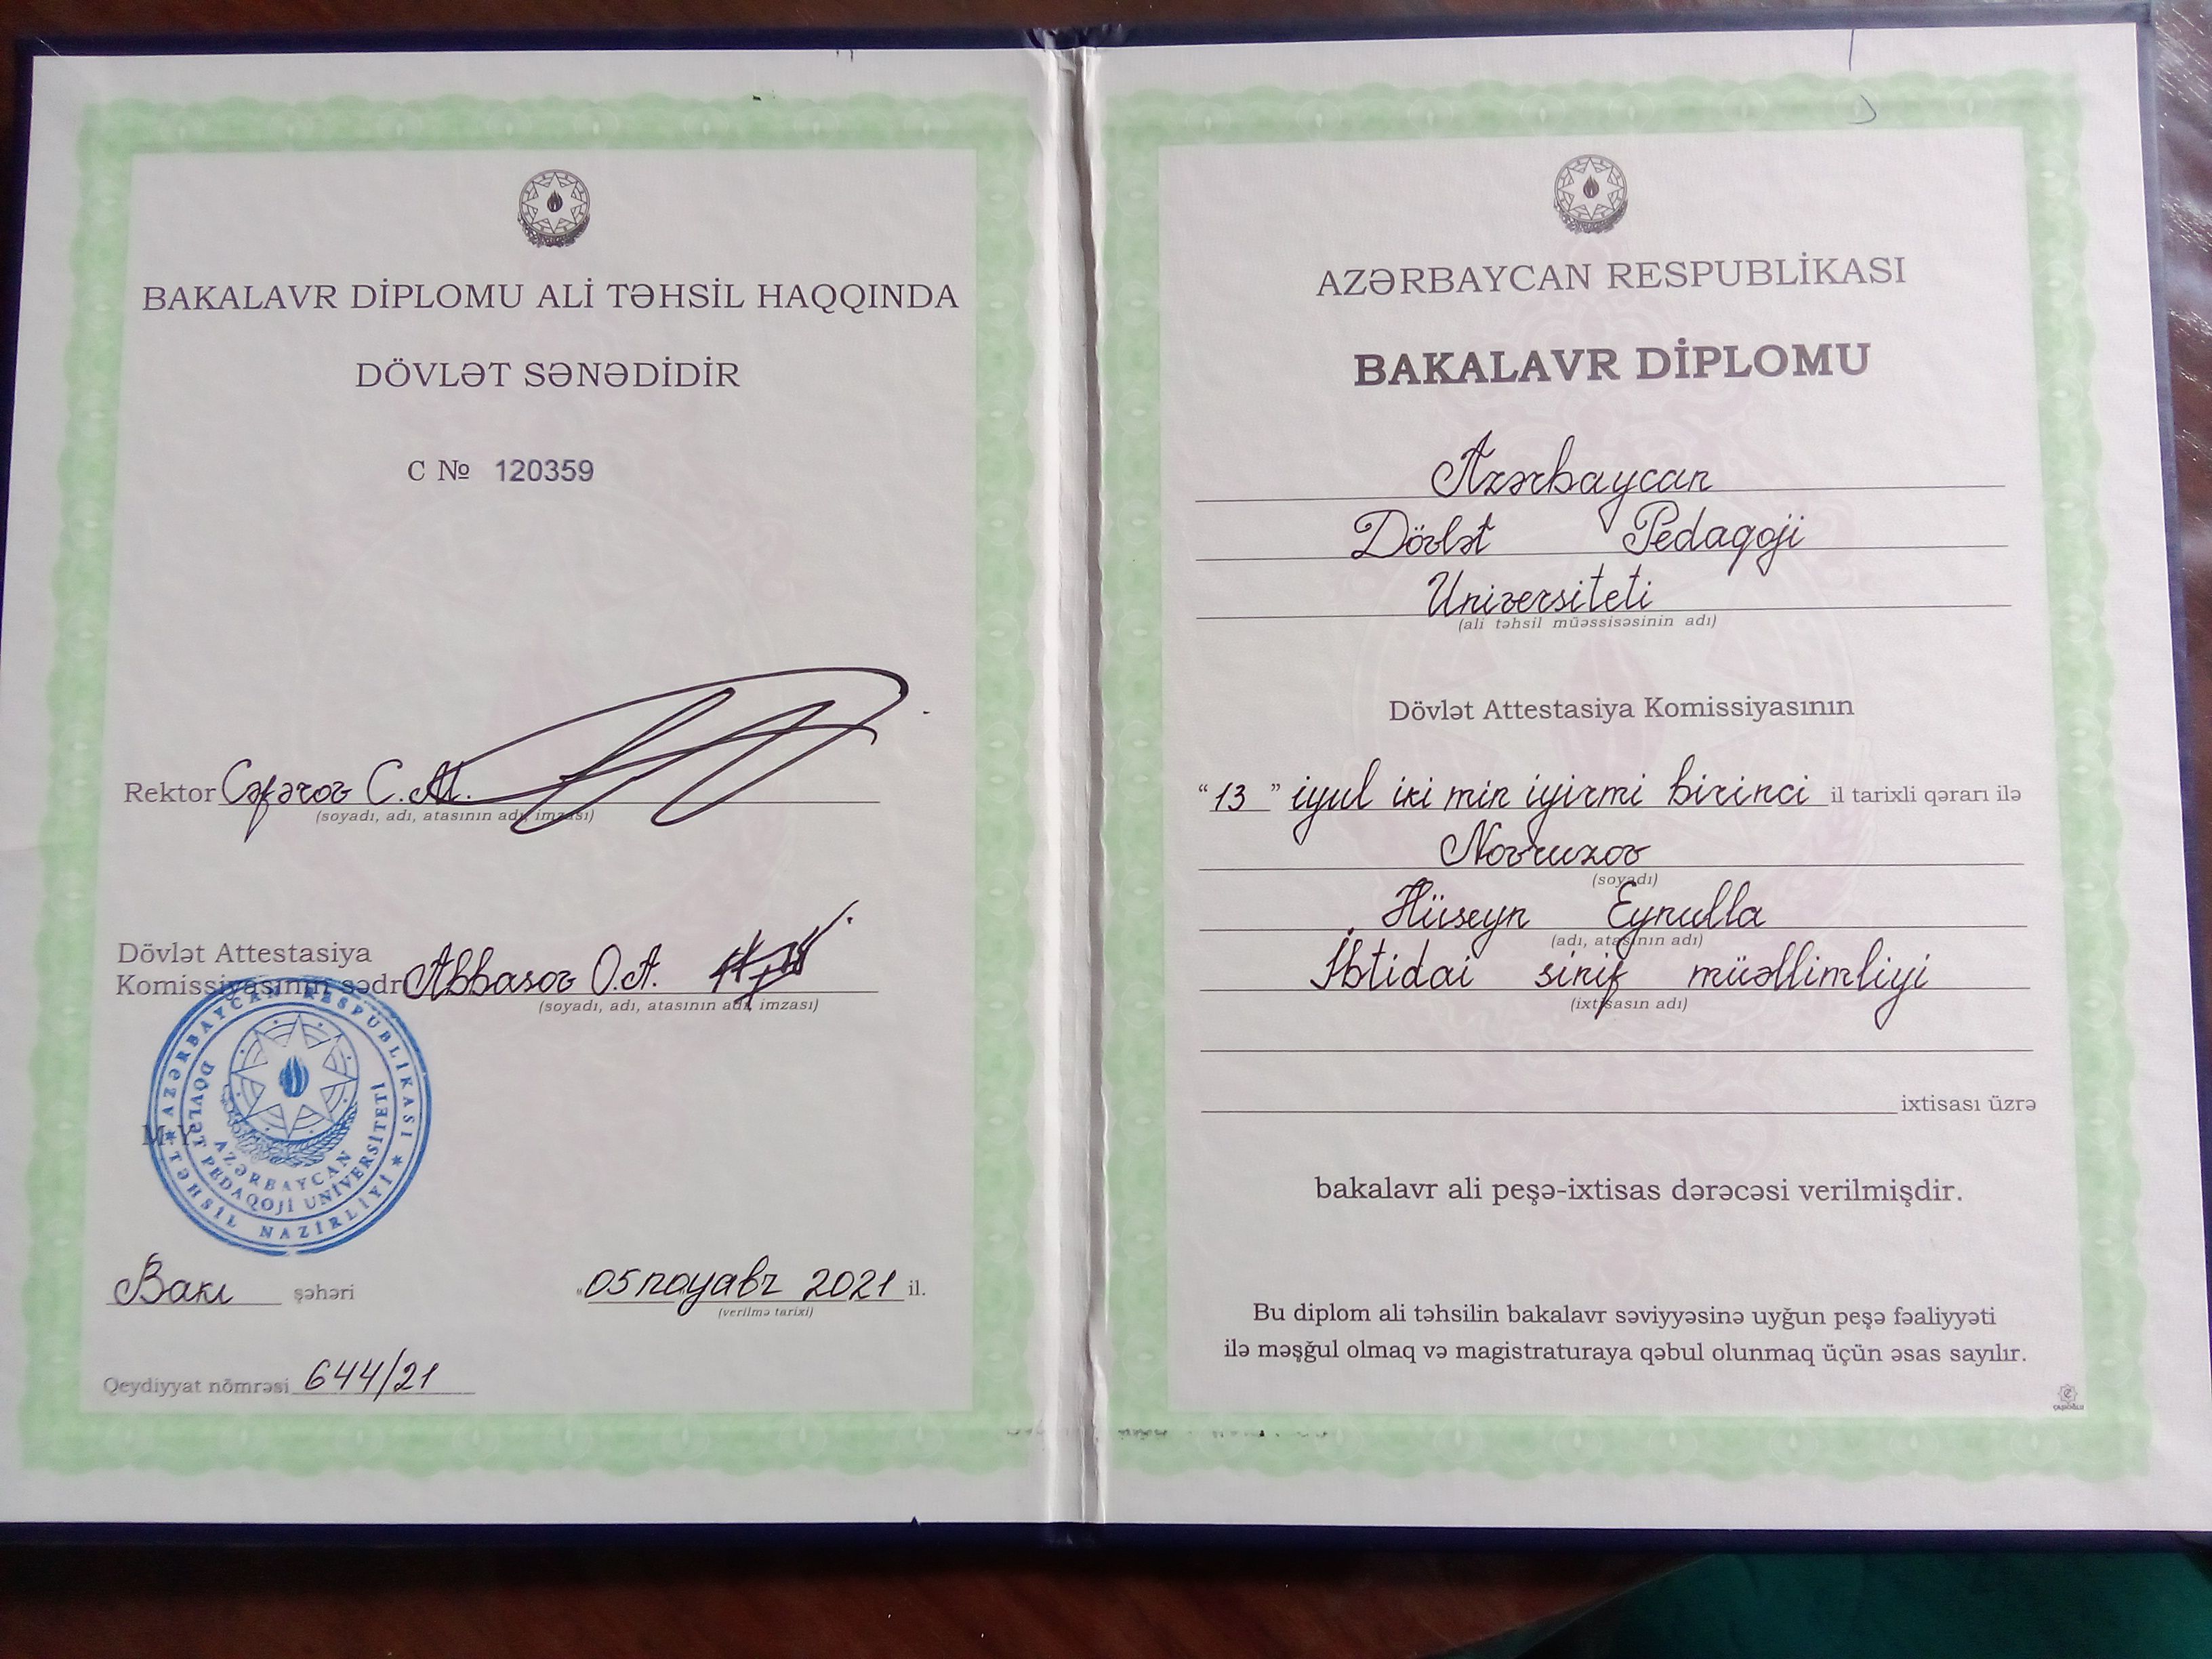 BAKALAVR DİPLOMU ALİ TƏHSİL HAQQINDA
DÖVLƏT SƏNƏDİDİR
C № 120359
Rektor Cəfərov C.M.
(soyadı, adı, atasının adı, imzası)
Dövlət Attestasiya
Komissiyasının sədri Abbasov O.A.
(soyadı, adı, atasının adı, imzası)
M.Y.
AZƏRBAYCAN RESPUBLİKASI
TƏHSİL NAZİRLİYİ
AZƏRBAYCAN
DÖVLƏT PEDAQOJİ UNİVERSİTETİ
Bakı şəhəri
"05 noyabr 2021 il.
(verilmə tarixi)
Qeydiyyat nömrəsi 644/21
AZƏRBAYCAN RESPUBLİKASI
BAKALAVR DİPLOMU
Azərbaycan
Dövlət Pedaqoji
Universiteti
(ali təhsil müəssisəsinin adı)
Dövlət Attestasiya Komissiyasının
"13" iyul iki min iyirmi birinci il tarixli qərarı ilə
Novruzov
(soyadı)
Hüseyn Eynulla
(adı, atasının adı)
İbtidai sinif müəllimliyi
(ixtisasın adı)
ixtisası üzrə
bakalavr ali peşə-ixtisas dərəcəsi verilmişdir.
Bu diplom ali təhsilin bakalavr səviyyəsinə uyğun peşə fəaliyyəti
ilə məşğul olmaq və magistraturaya qəbul olunmaq üçün əsas sayılır.
ÇAŞIOĞLU